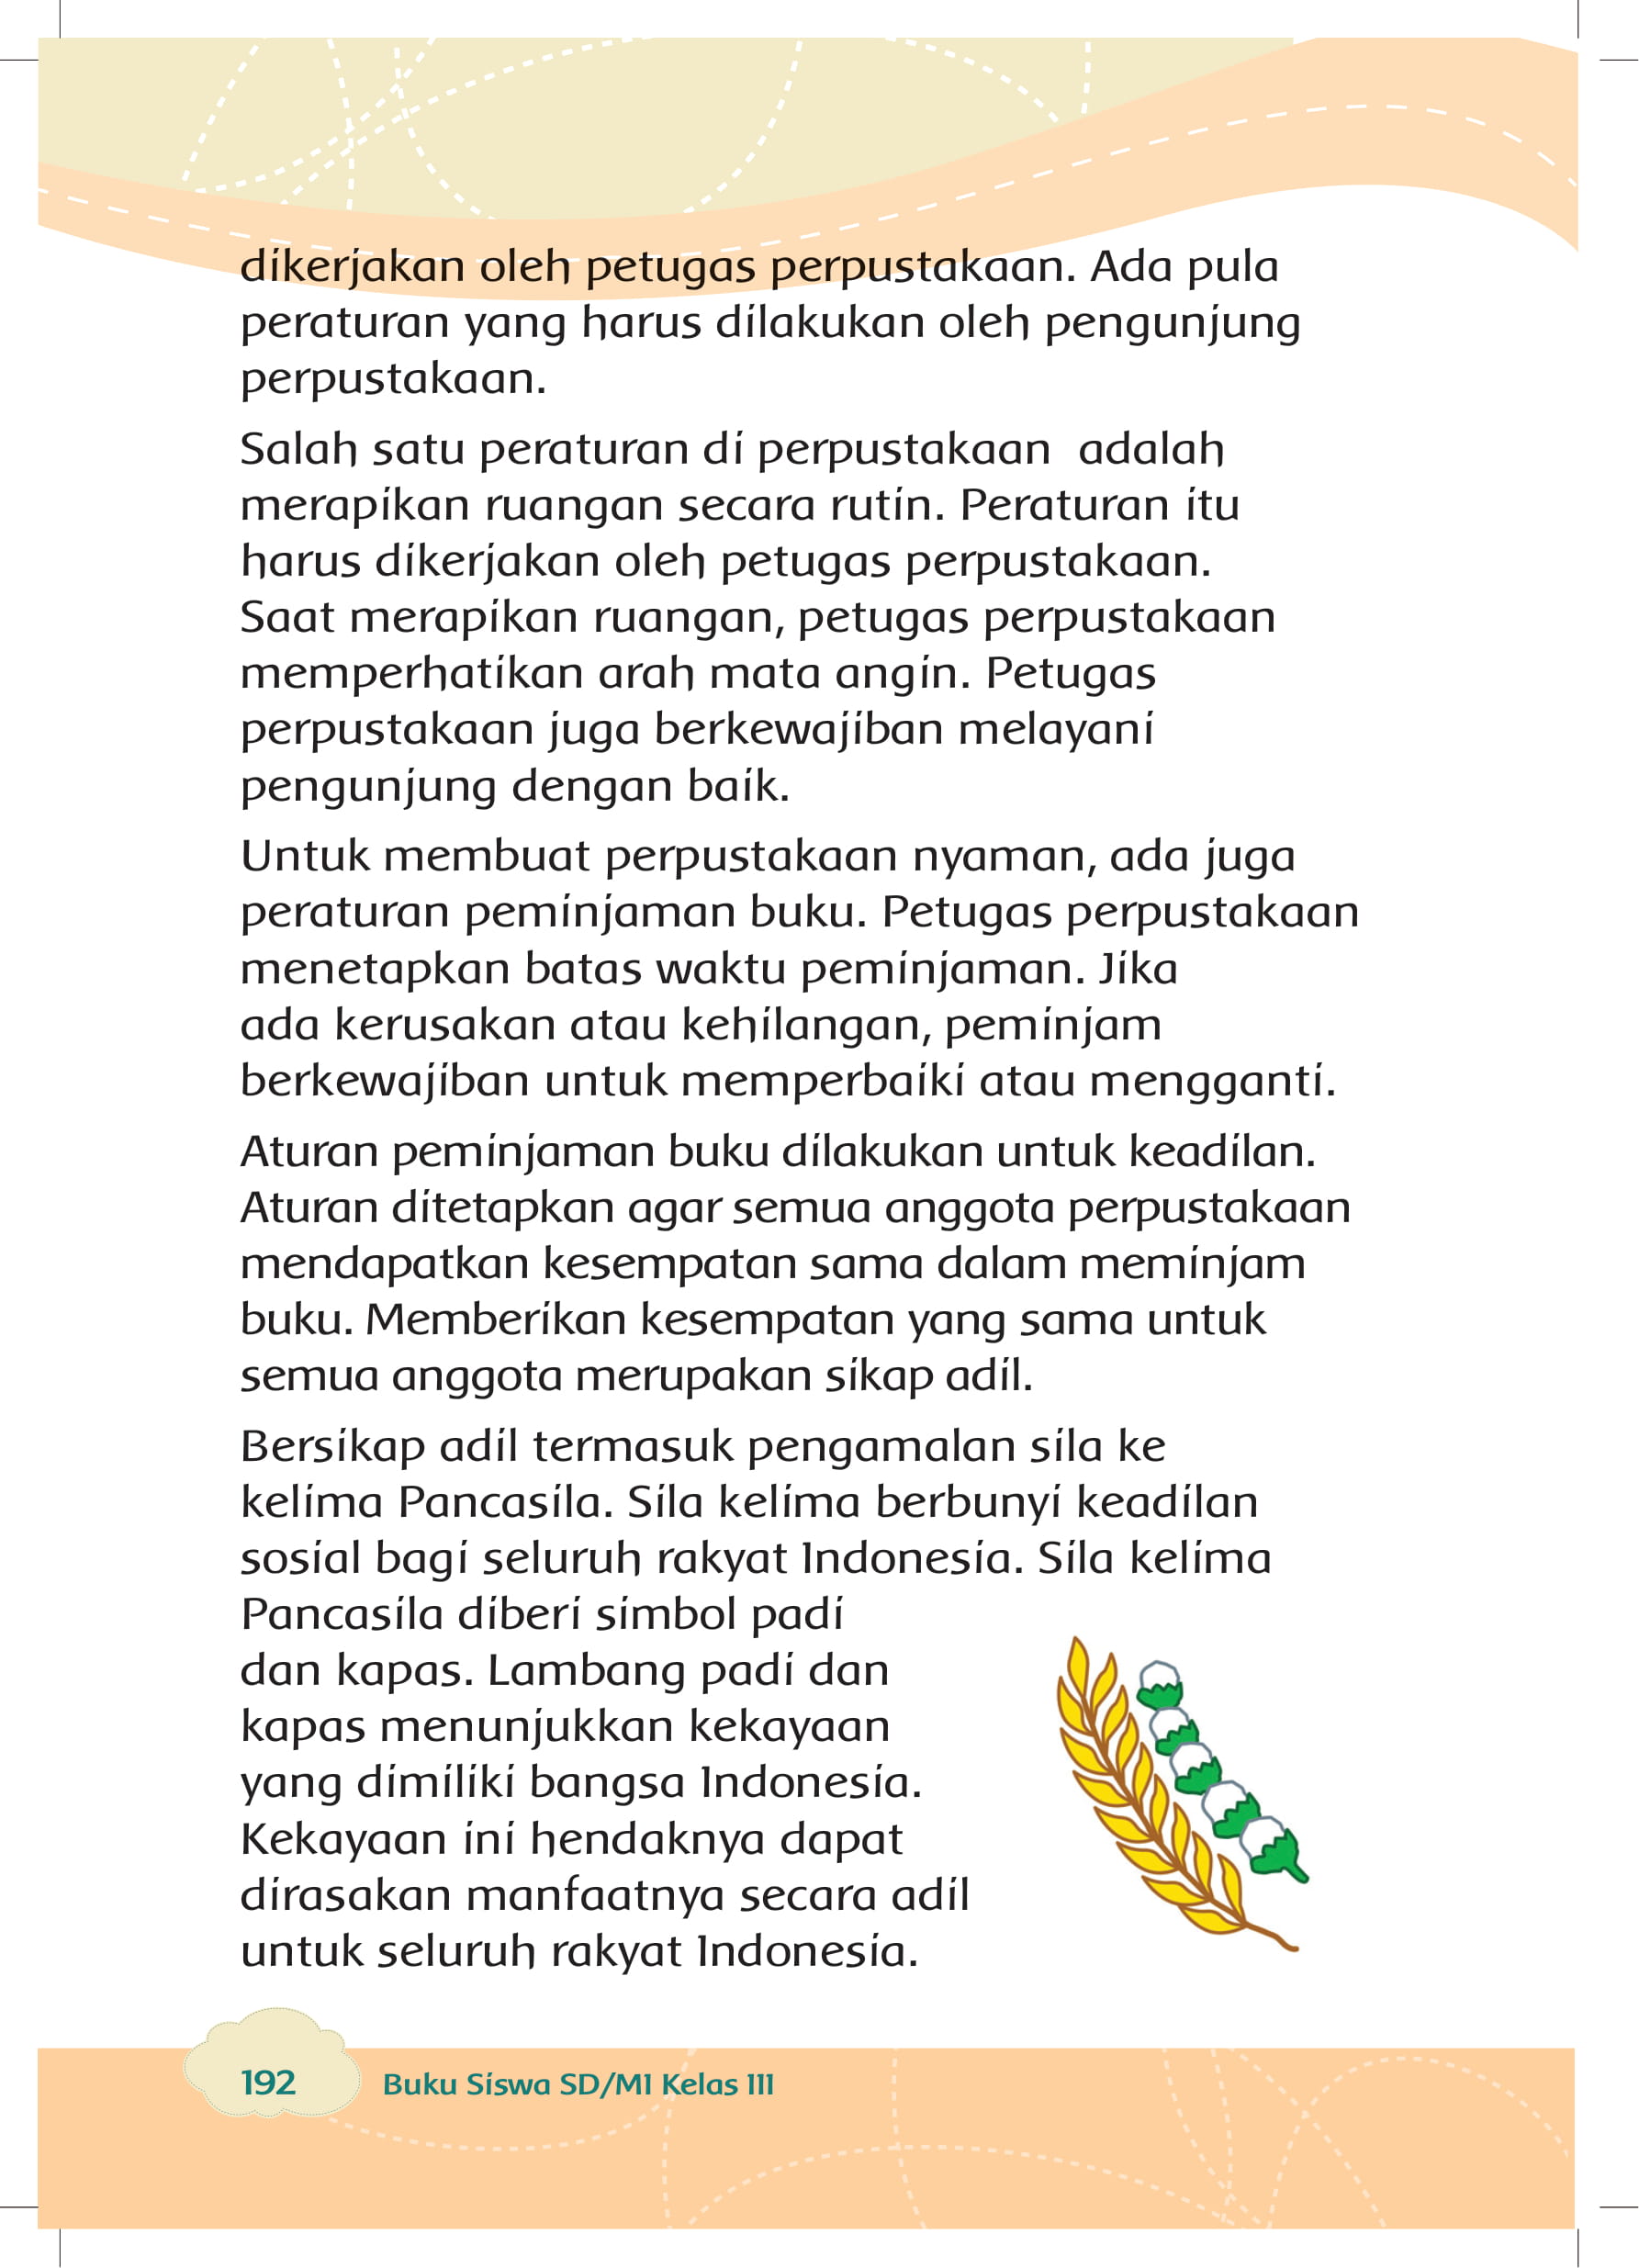 dikerjakan oleh petugas perpustakaan. Ada pula
peraturan yang harus dilakukan oleh pengunjung
perpustakaan.
Salah satu peraturan di perpustakaan  adalah
merapikan ruangan secara rutin. Peraturan itu
harus dikerjakan oleh petugas perpustakaan.
Saat merapikan ruangan, petugas perpustakaan
memperhatikan arah mata angin. Petugas
perpustakaan juga berkewajiban melayani
pengunjung dengan baik.
Untuk membuat perpustakaan nyaman, ada juga
peraturan peminjaman buku. Petugas perpustakaan
menetapkan batas waktu peminjaman. Jika
ada kerusakan atau kehilangan, peminjam
berkewajiban untuk memperbaiki atau mengganti.
Aturan peminjaman buku dilakukan untuk keadilan.
Aturan ditetapkan agar semua anggota perpustakaan
mendapatkan kesempatan sama dalam meminjam
buku. Memberikan kesempatan yang sama untuk
semua anggota merupakan sikap adil.
Bersikap adil termasuk pengamalan sila ke
kelima Pancasila. Sila kelima berbunyi keadilan
sosial bagi seluruh rakyat Indonesia. Sila kelima
Pancasila diberi simbol padi
dan kapas. Lambang padi dan
kapas menunjukkan kekayaan
yang dimiliki bangsa Indonesia.
Kekayaan ini hendaknya dapat
dirasakan manfaatnya secara adil
untuk seluruh rakyat Indonesia.
192 Buku Siswa SD/MI Kelas III